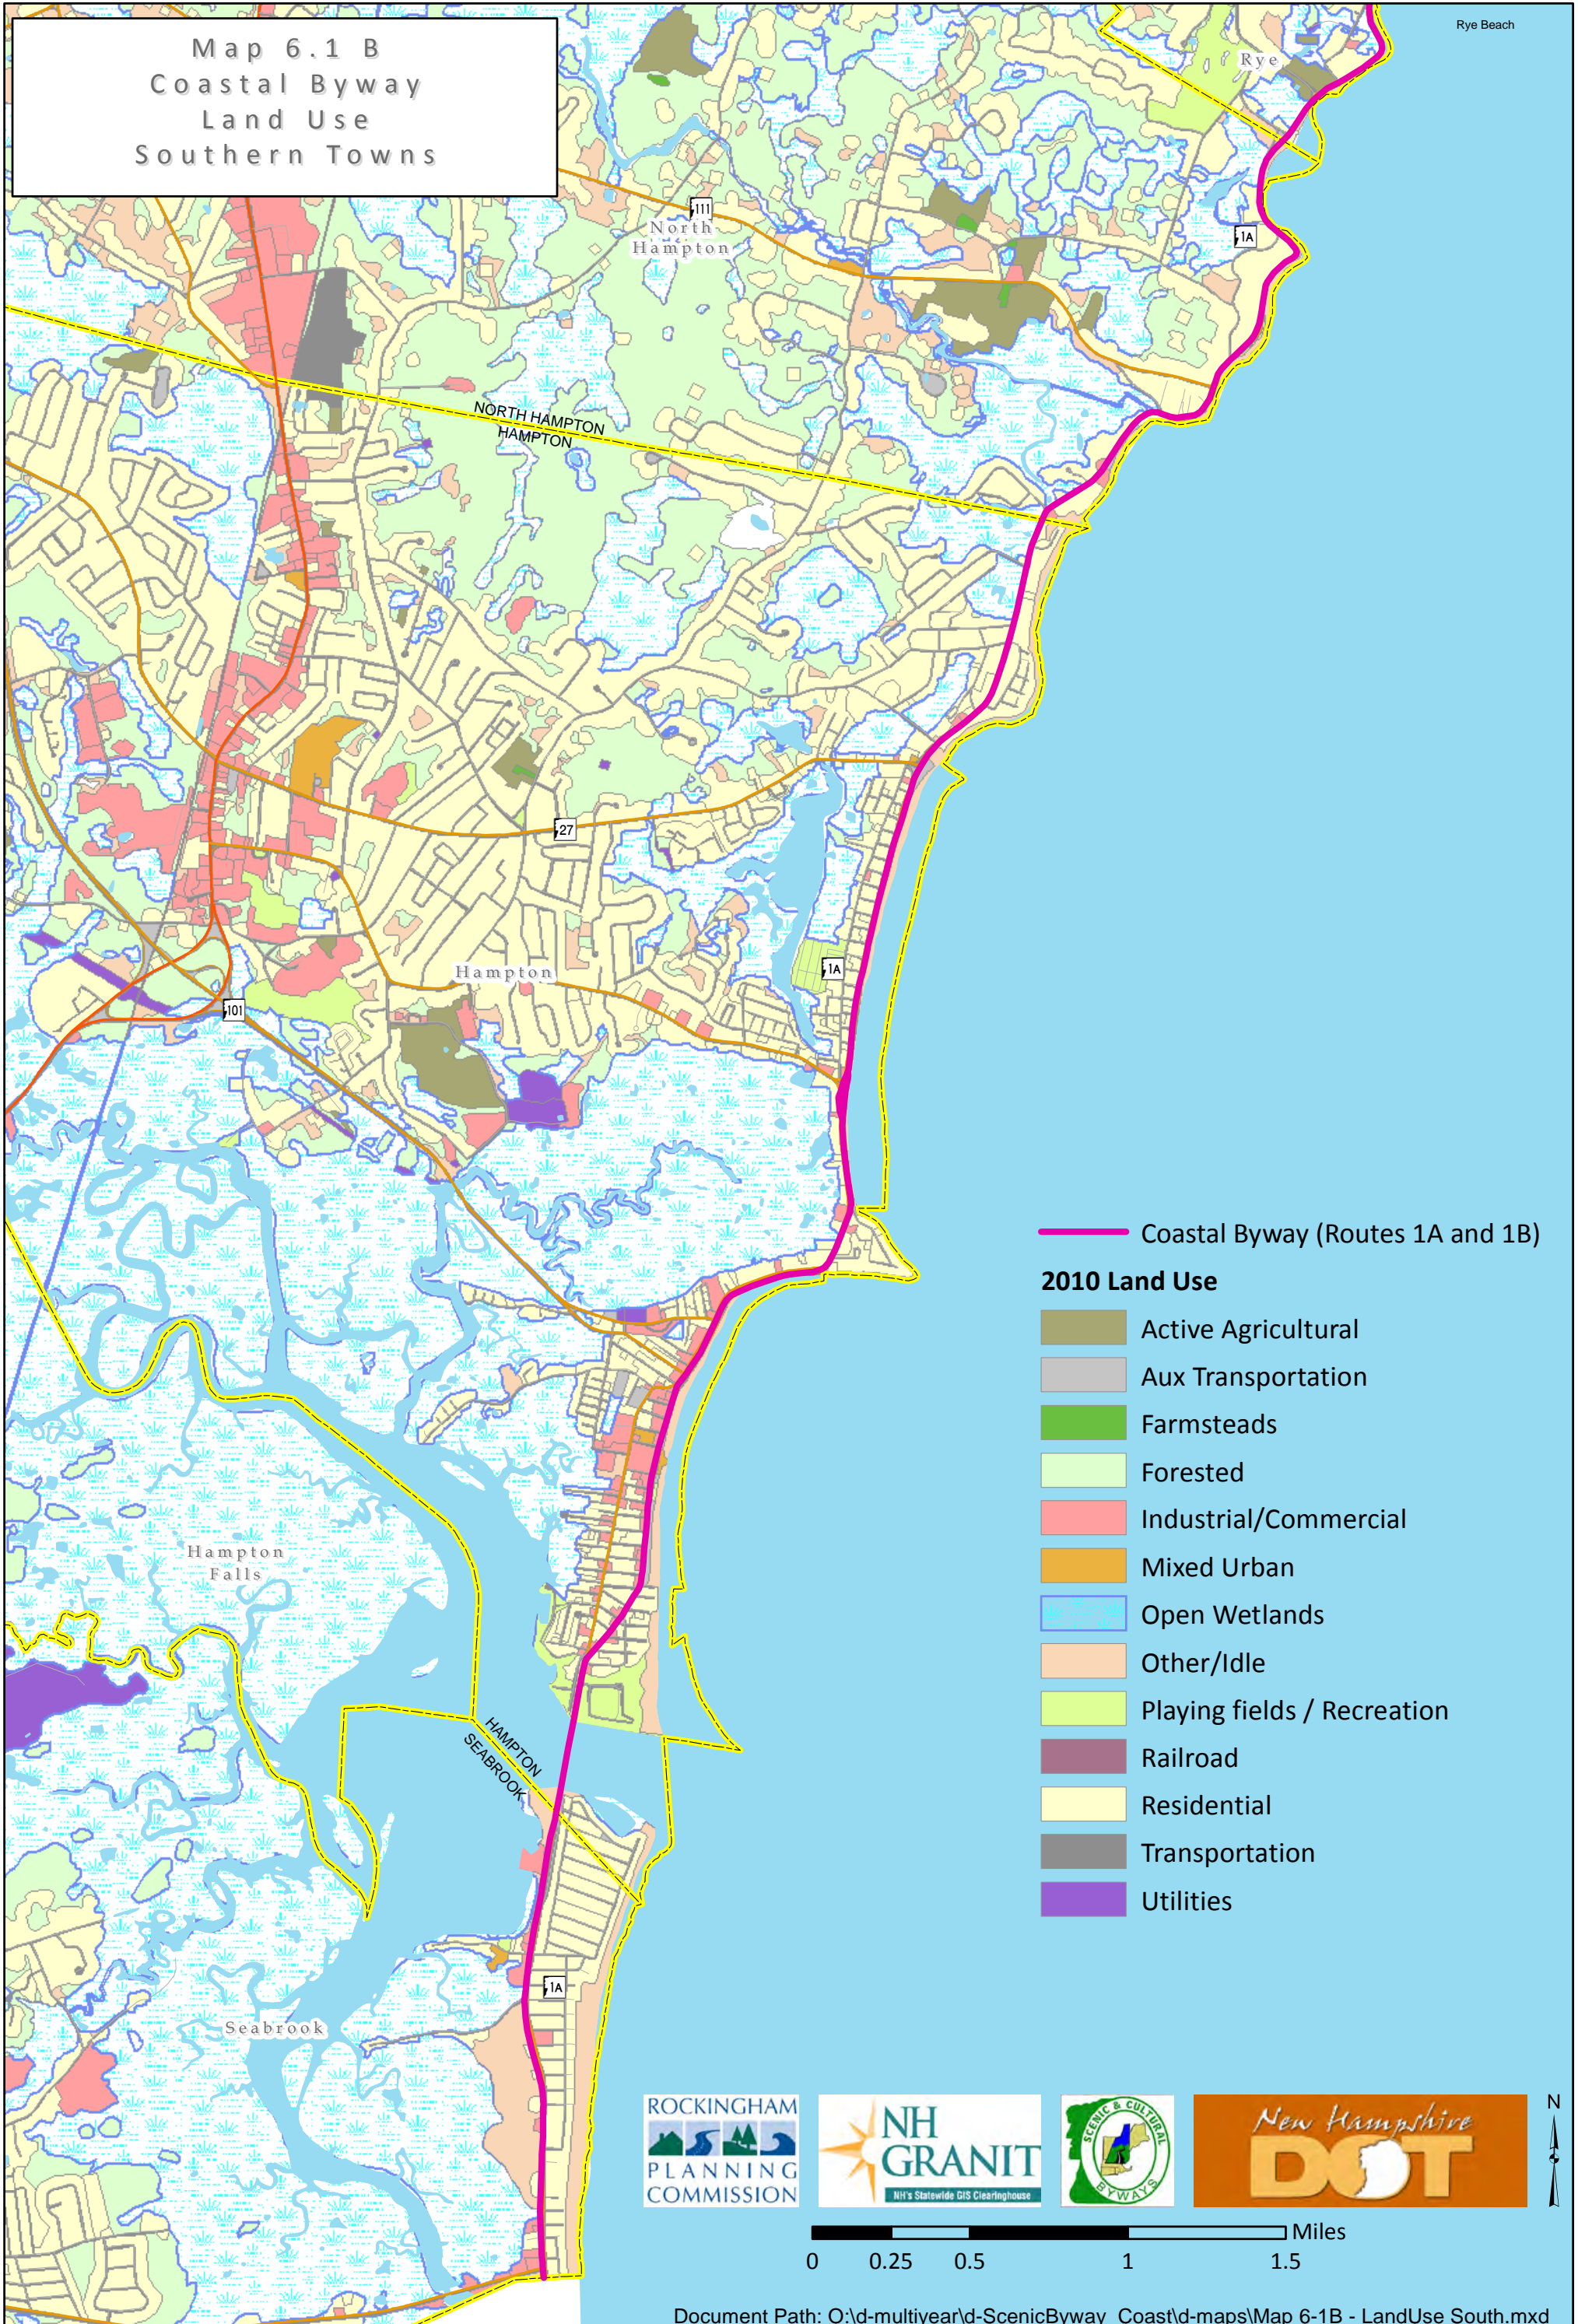 Map 6.1 B
Coastal Byway
Land Use
Southern Towns
Rye Beach
Rye
111
North
Hampton
1A
NORTH HAMPTON
HAMPTON
27
Hampton
1A
101
Coastal Byway (Routes 1A and 1B)
2010 Land Use
Active Agricultural
Aux Transportation
Farmsteads
Forested
Industrial/Commercial
Mixed Urban
Open Wetlands
Other/Idle
Playing fields / Recreation
Railroad
Residential
Transportation
Utilities
Hampton
Falls
HAMPTON
SEABROOK
1A
Seabrook
ROCKINGHAM
PLANNING
COMMISSION
NH
GRANIT
NH's Statewide GIS Clearinghouse
SCENIC & CULTURAL
BYWAYS
New Hampshire
DOT
N
Miles
0 0.25 0.5 1 1.5
Document Path: O:\d-multiyear\d-ScenicByway_Coast\d-maps\Map 6-1B - LandUse South.mxd